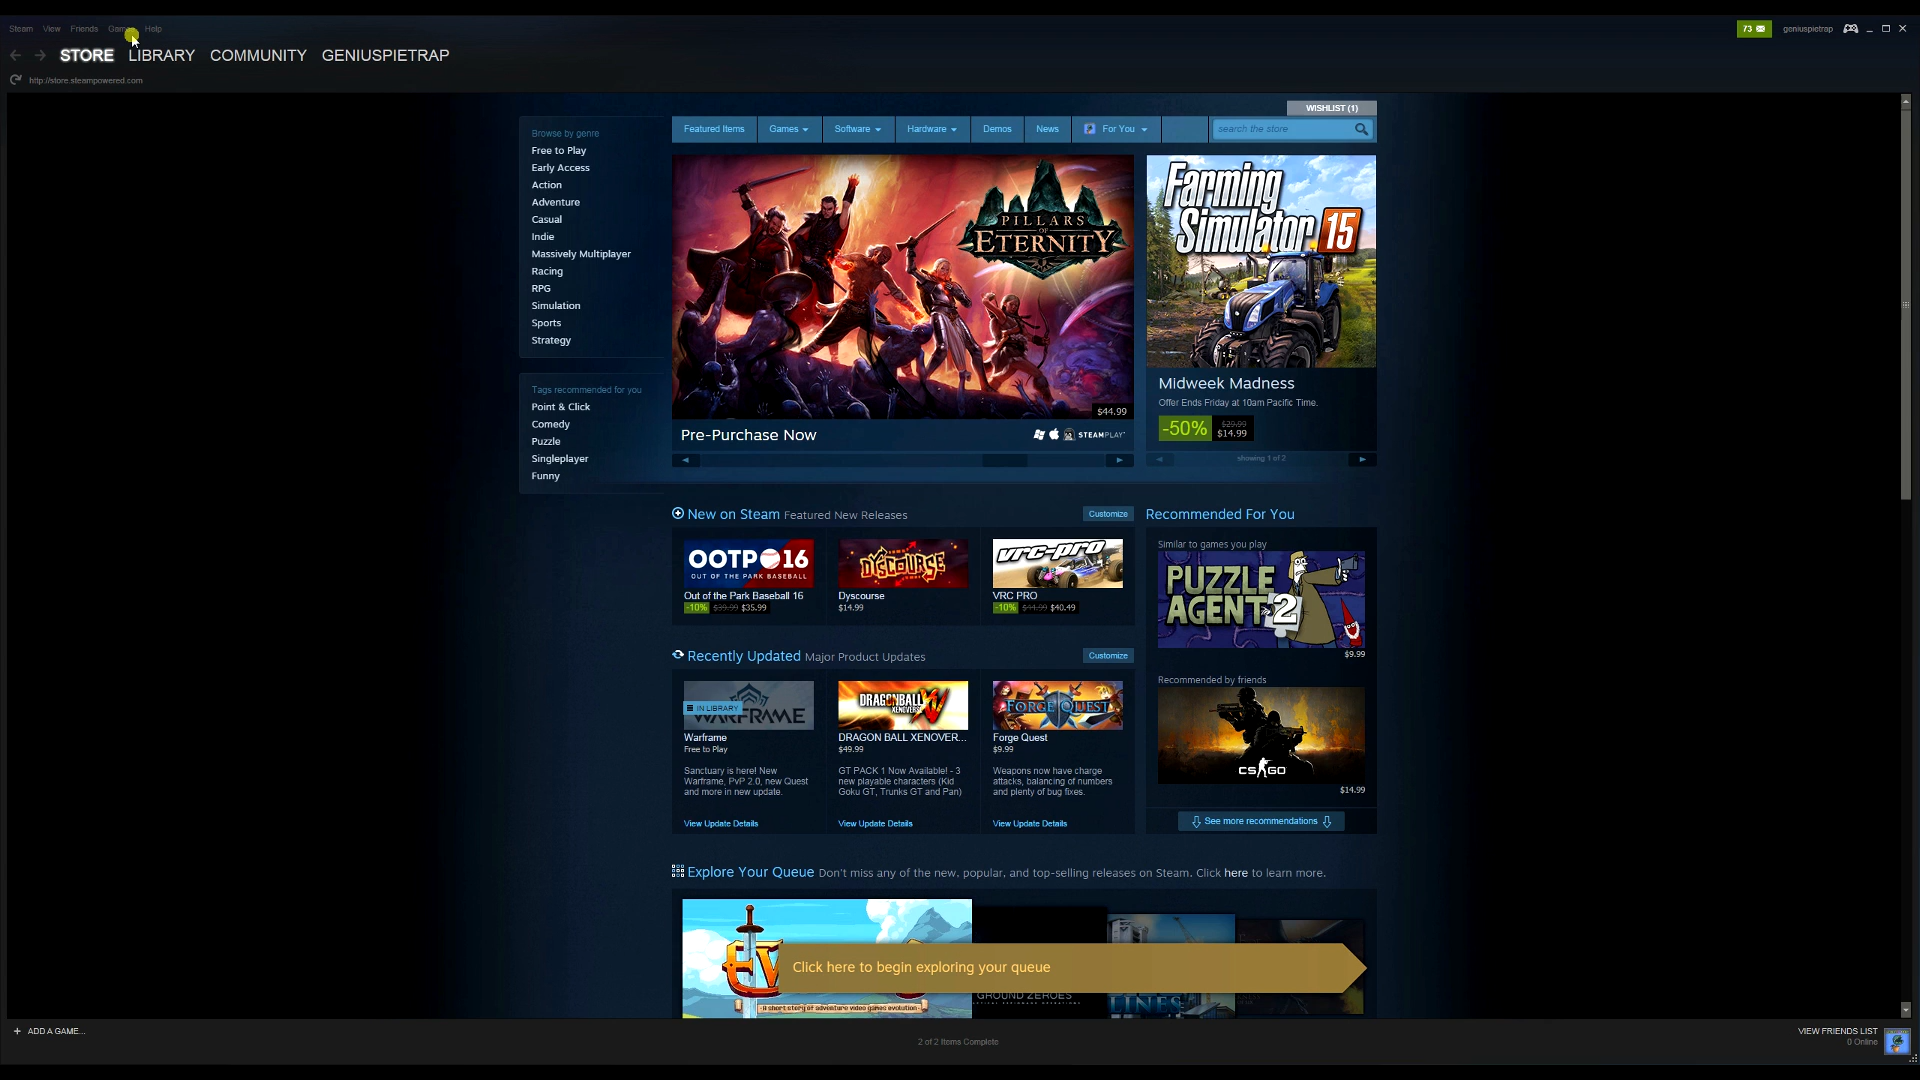 Steam View Friends Games Help
73
geniuspietrap
STORE LIBRARY COMMUNITY GENIUSPIETRAP
http://store.steampowered.com
WISHLIST (1)
Featured Items Games Software Hardware Demos News For You
search the store
Browse by genre
Free to Play
Early Access
Action
Adventure
Casual
Indie
Massively Multiplayer
Racing
RPG
Simulation
Sports
Strategy
Tags recommended for you
Point & Click
Comedy
Puzzle
Singleplayer
Funny
PILLARS
OF
ETERNITY
$44.99
Pre-Purchase Now
STEAMPLAY
Farming
Simulator 15
Midweek Madness
Offer Ends Friday at 10am Pacific Time.
-50% $29.99
$14.99
showing 1 of 2
New on Steam Featured New Releases
Customize
OOTP 16
OUT OF THE PARK BASEBALL
Out of the Park Baseball 16
-10% $39.99 $35.99
DYSCOURSE
Dyscourse
$14.99
vrc-pro
VRC PRO
-10% $44.99 $40.49
Recently Updated Major Product Updates
Customize
IN LIBRARY
WARFRAME
Warframe
Free to Play
Sanctuary is here! New
Warframe, PvP 2.0, new Quest
and more in new update.
View Update Details
DRAGONBALL XV
XENOVERSE
DRAGON BALL XENOVER...
$49.99
GT PACK 1 Now Available! - 3
new playable characters (Kid
Goku GT, Trunks GT and Pan)
View Update Details
FORGE QUEST
Forge Quest
$9.99
Weapons now have charge
attacks, balancing of numbers
and plenty of bug fixes.
View Update Details
Recommended For You
Similar to games you play
PUZZLE
AGENT 2
$9.99
Recommended by friends
CS GO
$14.99
See more recommendations
Explore Your Queue Don't miss any of the new, popular, and top-selling releases on Steam. Click here to learn more.
Click here to begin exploring your queue
GROUND ZEROES
LINES
A short story of adventure video games evolution
+ ADD A GAME...
2 of 2 Items Complete
VIEW FRIENDS LIST
0 Online